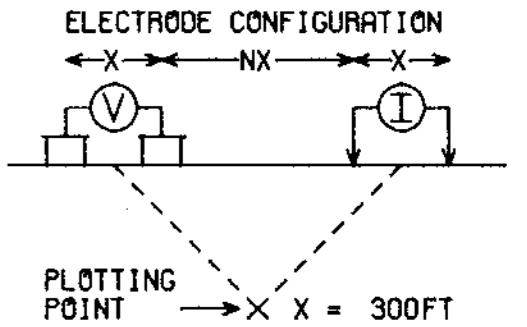 ELECTRODE CONFIGURATION
X NX X
V I
PLOTTING
POINT X X = 300FT